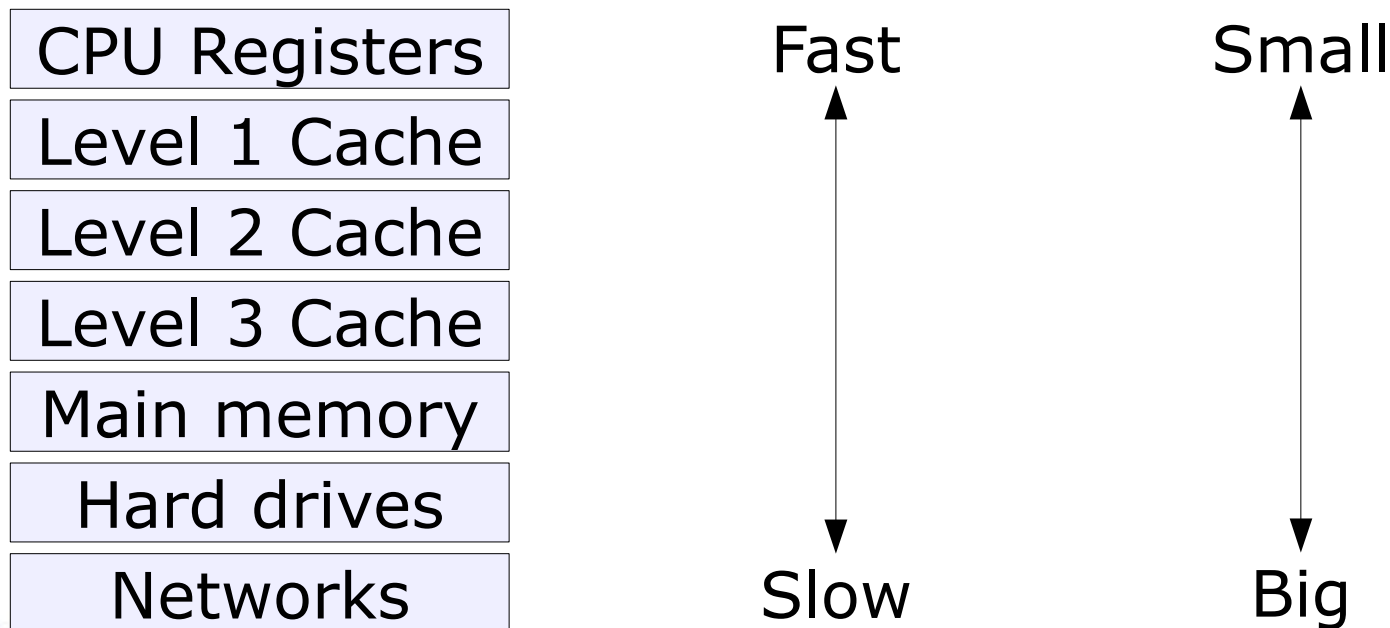 CPU Registers
Fast
Small
Level 1 Cache
Level 2 Cache
Level 3 Cache
Main memory
Hard drives
Networks
Slow
Big